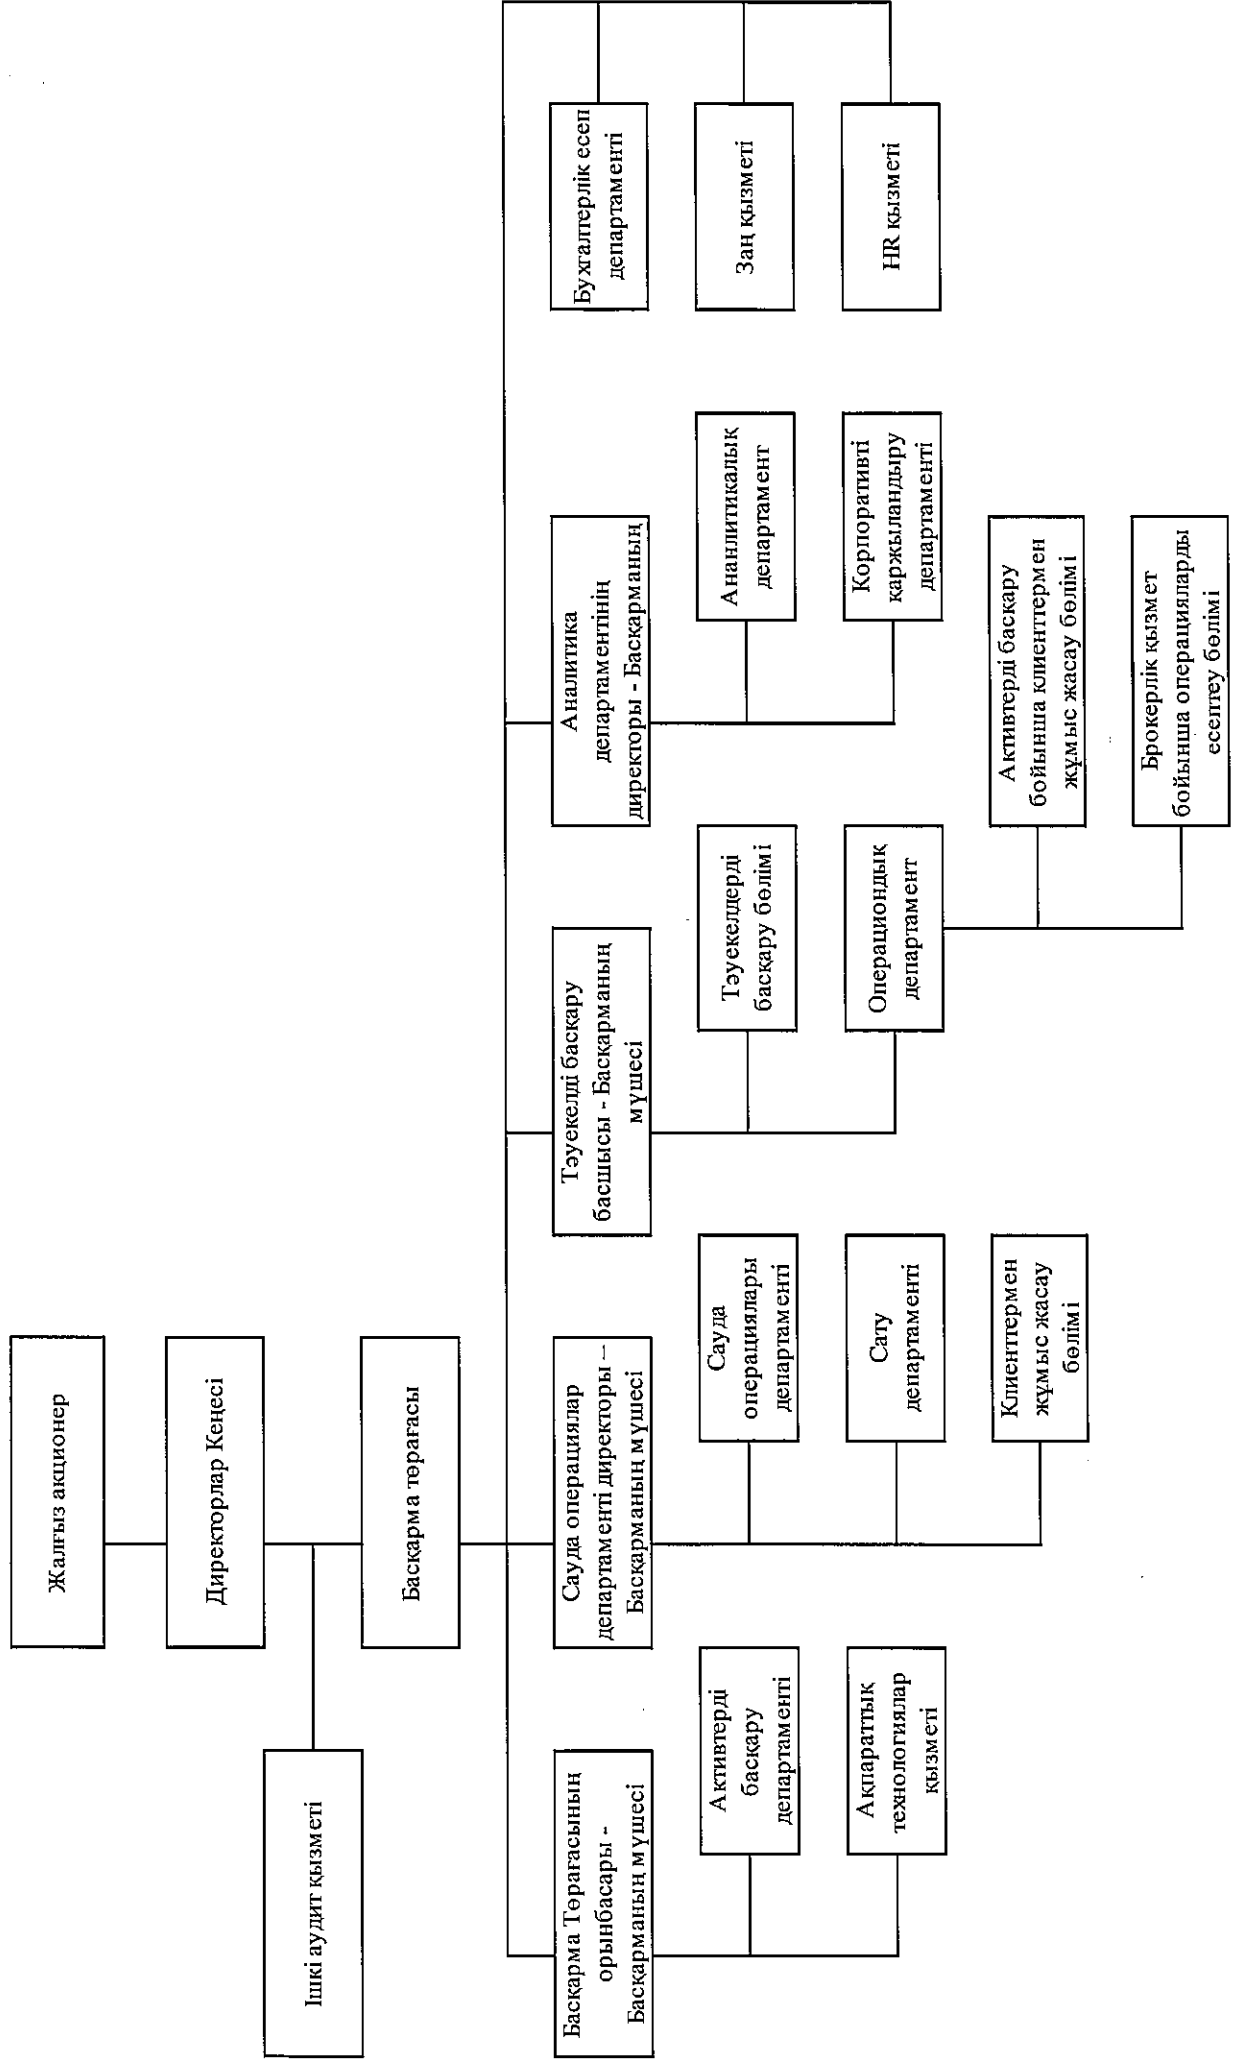 Жалғыз акционер
Директорлар Кеңесі
Ішкі аудит қызметі
Басқарма төрағасы
Басқарма Төрағасының
орынбасары -
Басқарманың мүшесі
Активтерді
басқару
департаменті
Ақпараттық
технологиялар
қызметі
Сауда операциялар
департаменті директоры –
Басқарманың мүшесі
Сауда
операциялары
департаменті
Сату
департаменті
Клиенттермен
жұмыс жасау
бөлімі
Тәуекелді басқару
басшысы - Басқарманың
мүшесі
Тәуекелдерді
басқару бөлімі
Операциондық
департамент
Активтерді басқару
бойынша клиенттермен
жұмыс жасау бөлімі
Брокерлік қызмет
бойынша операцияларды
есептеу бөлімі
Аналитика
департаментінің
директоры - Басқарманың
Ананлитикалық
департамент
Корпоративті
қаржыландыру
департаменті
Бухгалтерлік есеп
департаменті
Заң қызметі
HR қызметі